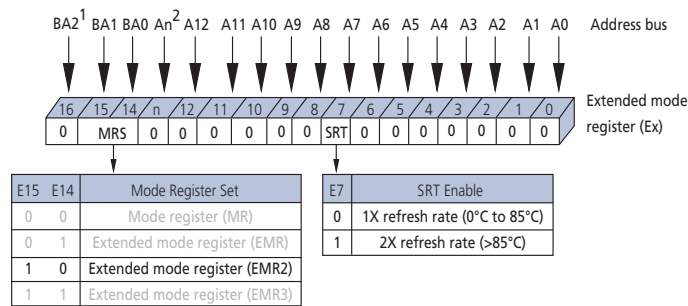 BA2¹ BA1 BA0 An² A12 A11 A10 A9 A8 A7 A6 A5 A4 A3 A2 A1 A0 Address bus
16 15 14 n 12 11 10 9 8 7 6 5 4 3 2 1 0 Extended mode
0 MRS 0 0 0 0 0 0 SRT 0 0 0 0 0 0 0 register (Ex)
E15 E14 Mode Register Set
0 0 Mode register (MR)
0 1 Extended mode register (EMR)
1 0 Extended mode register (EMR2)
1 1 Extended mode register (EMR3)
E7 SRT Enable
0 1X refresh rate (0°C to 85°C)
1 2X refresh rate (>85°C)